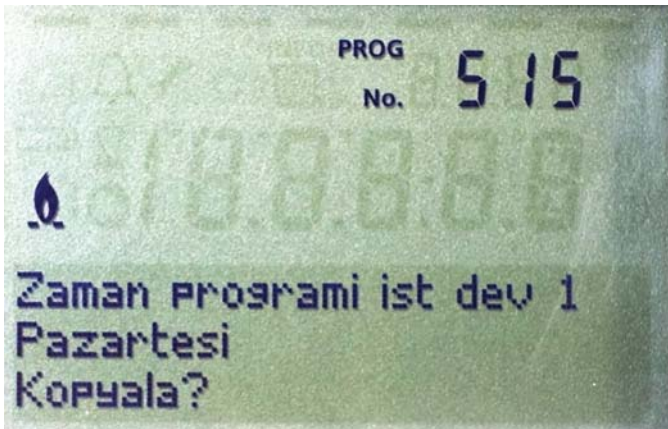 PROG
No. 515
Zaman programi ist dev 1
Pazartesi
Kopyala?